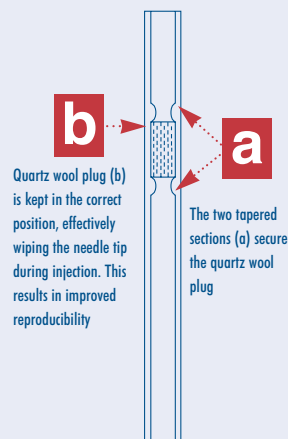 b
a
Quartz wool plug (b)
is kept in the correct
position, effectively
wiping the needle tip
during injection. This
results in improved
reproducibility
The two tapered
sections (a) secure
the quartz wool
plug